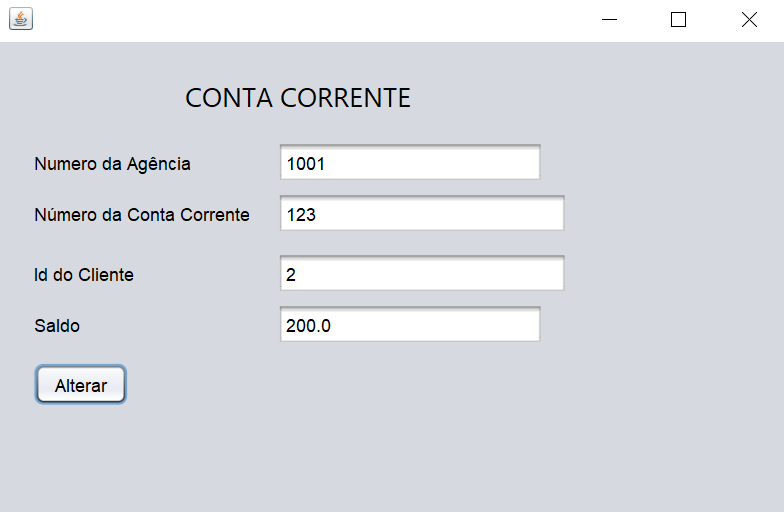 CONTA CORRENTE
Numero da Agência 1001
Número da Conta Corrente 123
Id do Cliente 2
Saldo 200.0
Alterar